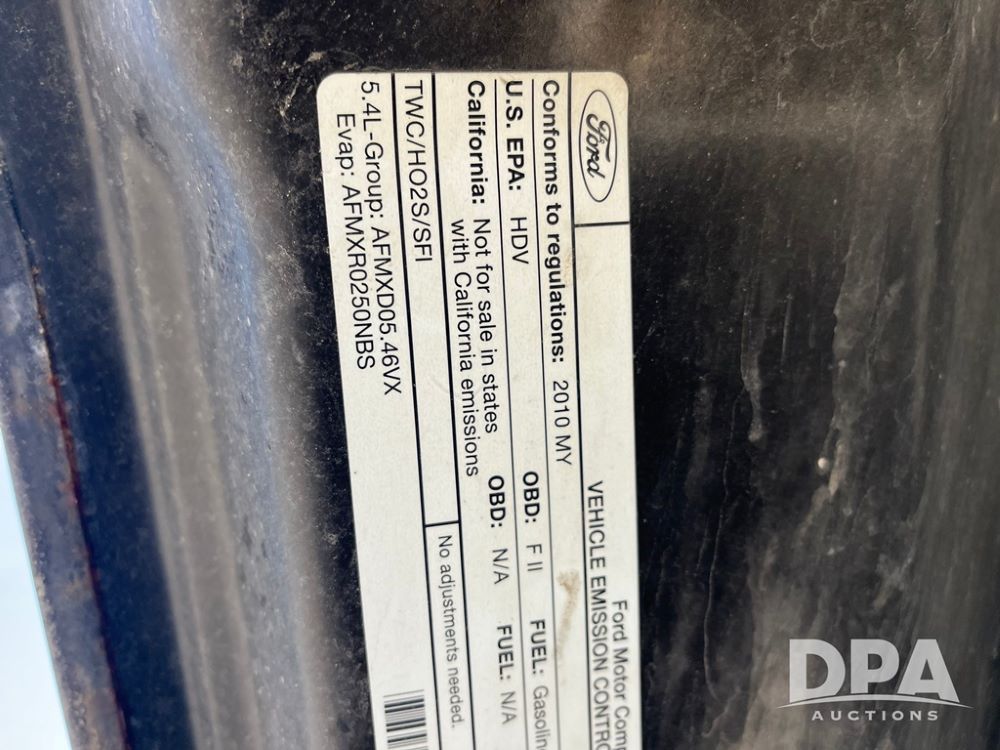 Ford
Ford Motor Comp
VEHICLE EMISSION CONTRO
Conforms to regulations: 2010 MY
U.S. EPA: HDV OBD: F II FUEL: Gasolin
California: Not for sale in states OBD: N/A FUEL: N/A
with California emissions
TWC/HO2S/SFI No adjustments needed.
5.4L-Group: AFMXD05.46VX
Evap: AFMXR0250NBS
DPA
AUCTIONS